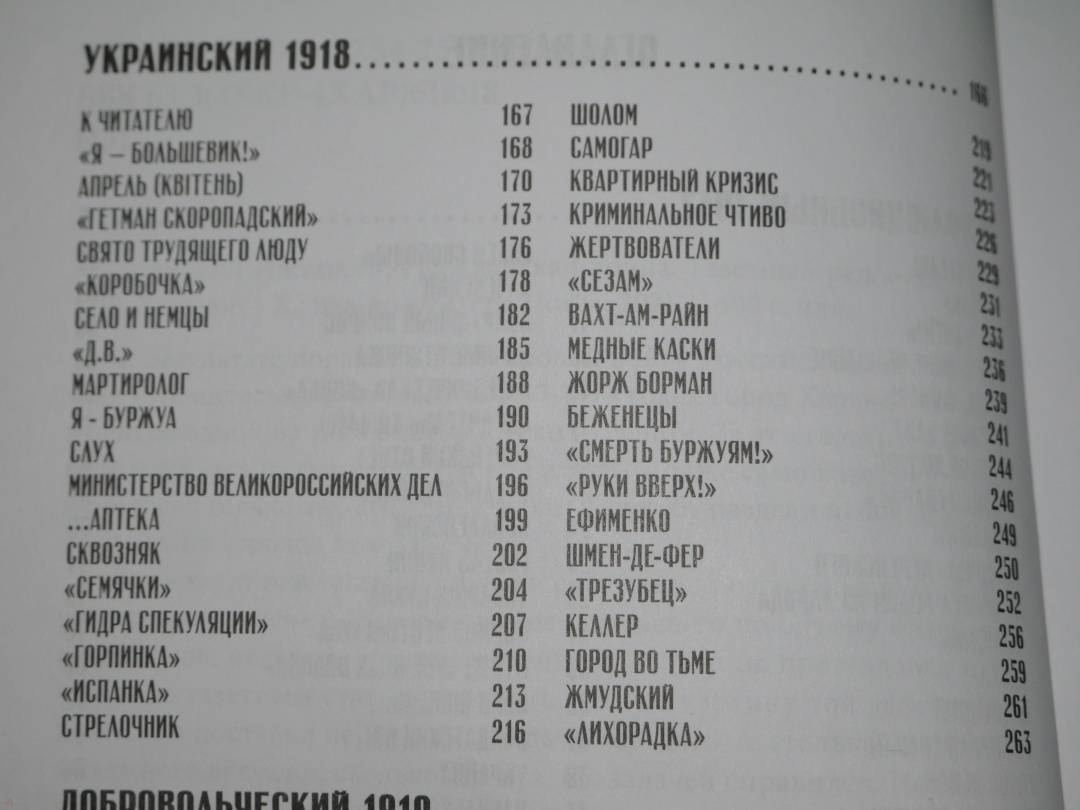 УКРАИНСКИЙ 1918.................................................. 166
К ЧИТАТЕЛЮ 167
«Я – БОЛЬШЕВИК!» 168
АПРЕЛЬ (КВІТЕНЬ) 170
«ГЕТМАН СКОРОПАДСКИЙ» 173
СВЯТО ТРУДЯЩЕГО ЛЮДУ 176
«КОРОБОЧКА» 178
СЕЛО И НЕМЦЫ 182
«Д.В.» 185
МАРТИРОЛОГ 188
Я - БУРЖУА 190
СЛУХ 193
МИНИСТЕРСТВО ВЕЛИКОРОССИЙСКИХ ДЕЛ 196
...АПТЕКА 199
СКВОЗНЯК 202
«СЕМЯЧКИ» 204
«ГИДРА СПЕКУЛЯЦИИ» 207
«ГОРПИНКА» 210
«ИСПАНКА» 213
СТРЕЛОЧНИК 216
ШОЛОМ 219
САМОГАР 221
КВАРТИРНЫЙ КРИЗИС 223
КРИМИНАЛЬНОЕ ЧТИВО 226
ЖЕРТВОВАТЕЛИ 229
«СЕЗАМ» 231
ВАХТ-АМ-РАЙН 233
МЕДНЫЕ КАСКИ 236
ЖОРЖ БОРМАН 239
БЕЖЕНЕЦЫ 241
«СМЕРТЬ БУРЖУЯМ!» 244
«РУКИ ВВЕРХ!» 246
ЕФИМЕНКО 249
ШМЕН-ДЕ-ФЕР 250
«ТРЕЗУБЕЦ» 252
КЕЛЛЕР 256
ГОРОД ВО ТЬМЕ 259
ЖМУДСКИЙ 261
«ЛИХОРАДКА» 263
ДОБРОВОЛЬЧЕСКИЙ 1919